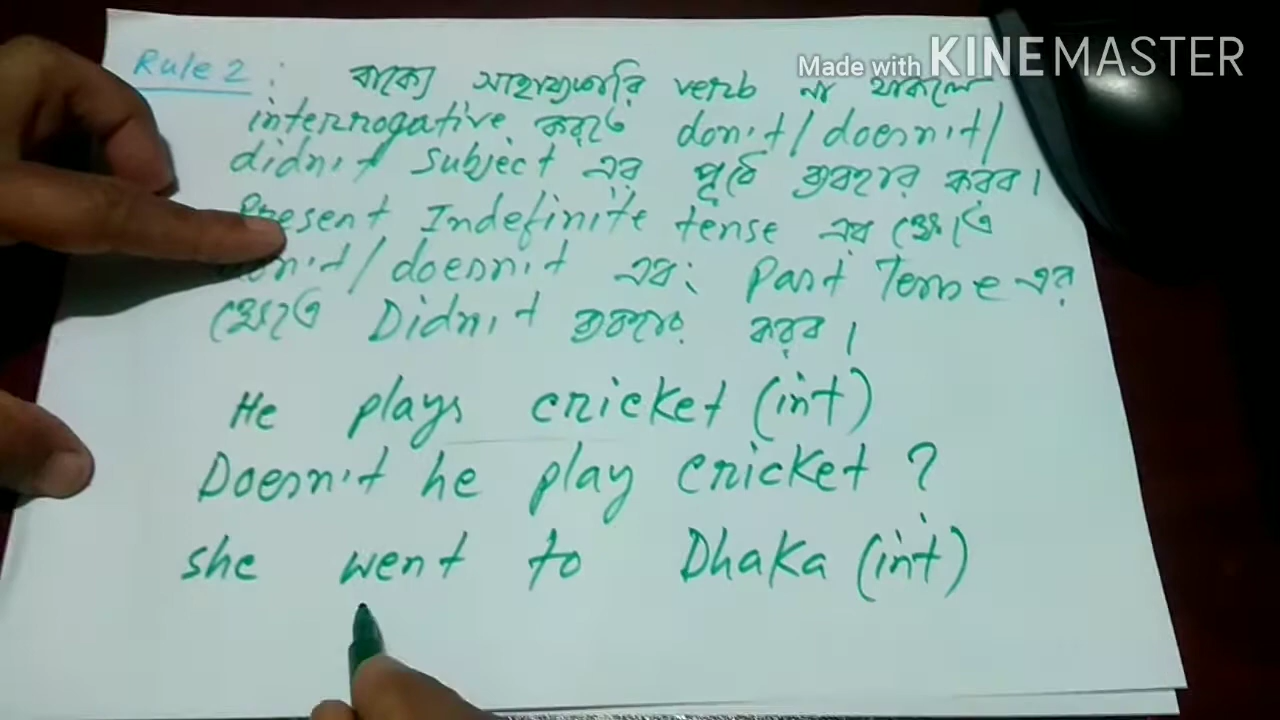 Made with KINEMASTER
Rule 2: বাক্যে সাহায্যকারি verb না থাকলে
interrogative করতে don't/doesn't/
didn't subject এর পূর্বে ব্যবহার করব।
Present Indefinite tense এর ক্ষেত্রে
don't/doesn't এবং Past Tense এর
ক্ষেত্রে Didn't ব্যবহার করব।
He plays cricket (int)
Doesn't he play cricket ?
she went to Dhaka (int)